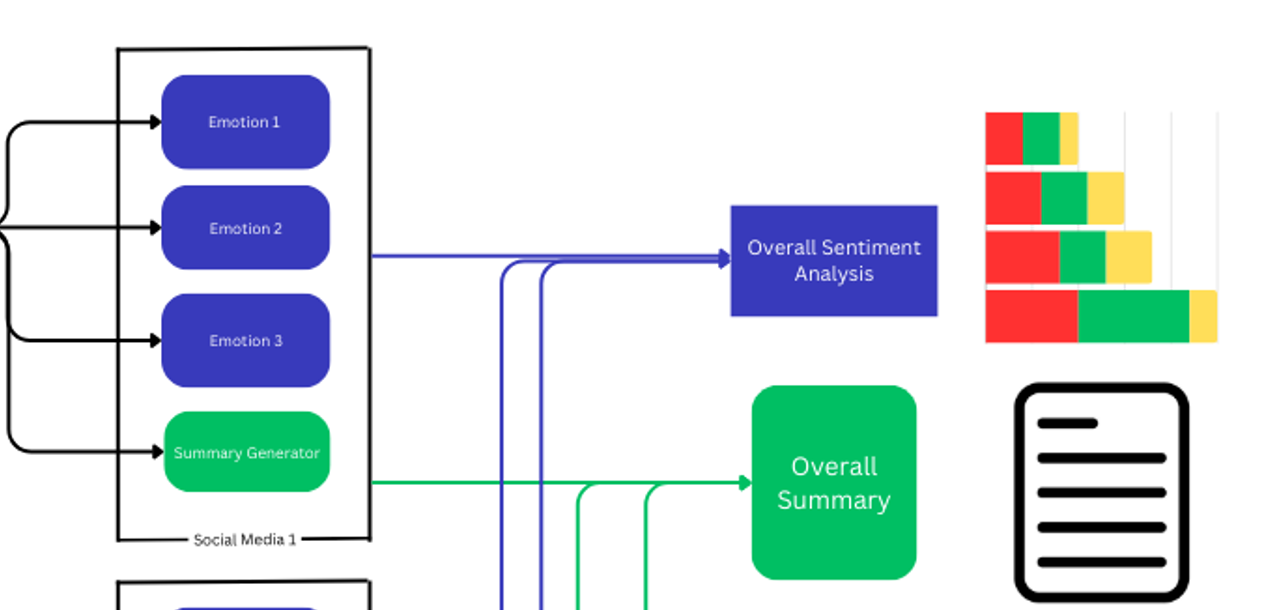 Emotion 1
Emotion 2
Emotion 3
Summary Generator
Social Media 1
Overall Sentiment
Analysis
Overall
Summary